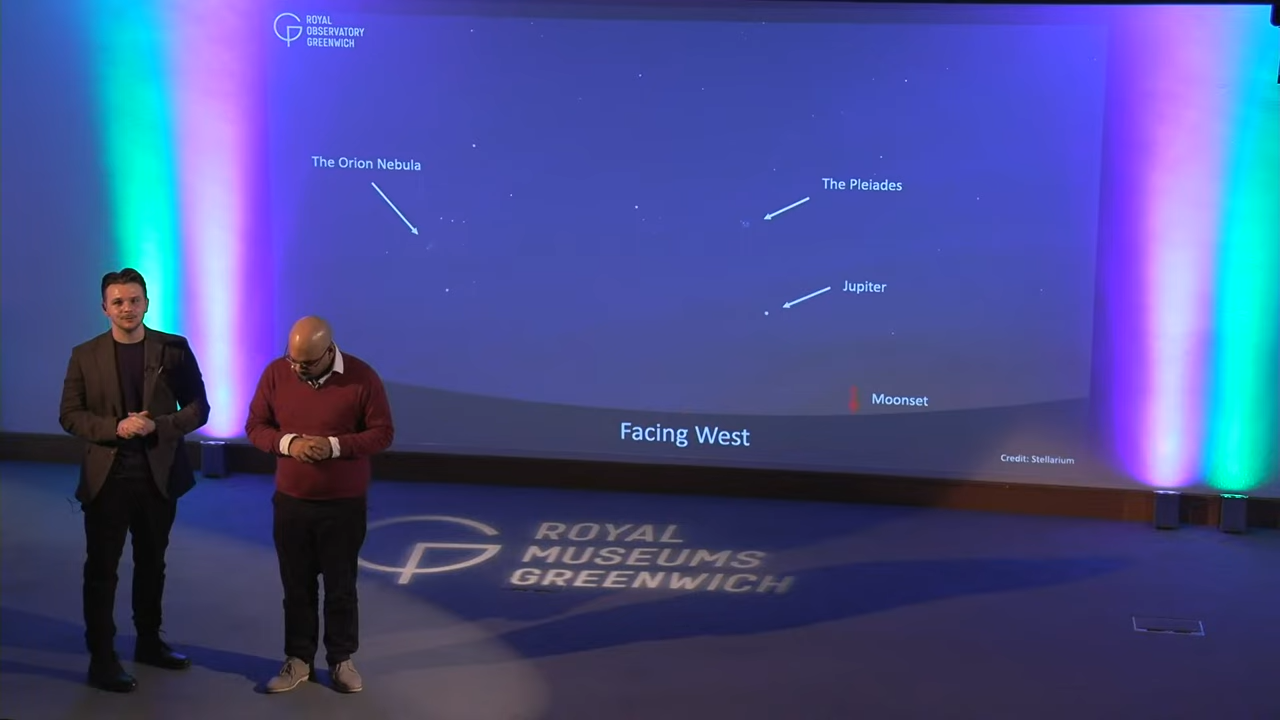 ROYAL
OBSERVATORY
GREENWICH
The Orion Nebula
The Pleiades
Jupiter
Moonset
Facing West
Credit: Stellarium
ROYAL
MUSEUMS
GREENWICH